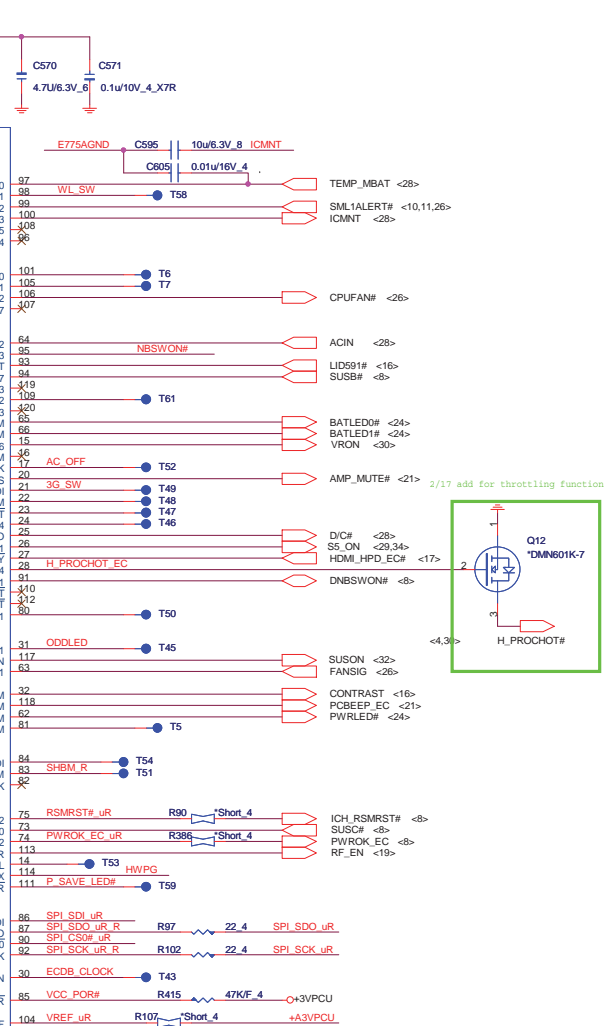 C570
C571
4.7U/6.3V_6
0.1u/10V_4_X7R
E775AGND
C595
10u/6.3V_8
ICMNT
C605
0.01u/16V_4
97
TEMP_MBAT <28>
98
WL_SW
T58
99
SML1ALERT# <10,11,26>
100
ICMNT <28>
108
96
101
T6
105
T7
106
CPUFAN# <26>
107
64
ACIN <28>
95
NBSWON#
93
LID591# <16>
94
SUSB# <8>
119
109
T61
120
65
BATLED0# <24>
66
BATLED1# <24>
15
VRON <30>
16
17
AC_OFF
T52
20
AMP_MUTE# <21>
2/17 add for throttling function
21
3G_SW
T49
22
T48
23
T47
24
T46
25
D/C# <28>
26
S5_ON <29,34>
27
HDMI_HPD_EC# <17>
28
H_PROCHOT_EC
1
Q12
*DMN601K-7
2
3
91
DNBSWON# <8>
110
112
80
T50
<4,30>
H_PROCHOT#
31
ODDLED
T45
117
SUSON <32>
63
FANSIG <26>
32
CONTRAST <16>
118
PCBEEP_EC <21>
62
PWRLED# <24>
81
T5
84
T54
83
SHBM_R
T51
82
75
RSMRST#_uR
R90
*Short_4
ICH_RSMRST# <8>
73
SUSC# <8>
74
PWROK_EC_uR
R386
*Short_4
PWROK_EC <8>
113
RF_EN <19>
14
T53
114
HWPG
111
P_SAVE_LED#
T59
86
SPI_SDI_uR
87
SPI_SDO_uR_R
R97
22_4
SPI_SDO_uR
90
SPI_CS0#_uR
92
SPI_SCK_uR_R
R102
22_4
SPI_SCK_uR
30
ECDB_CLOCK
T43
85
VCC_POR#
R415
47K/F_4
+3VPCU
104
VREF_uR
R107
*Short_4
+A3VPCU